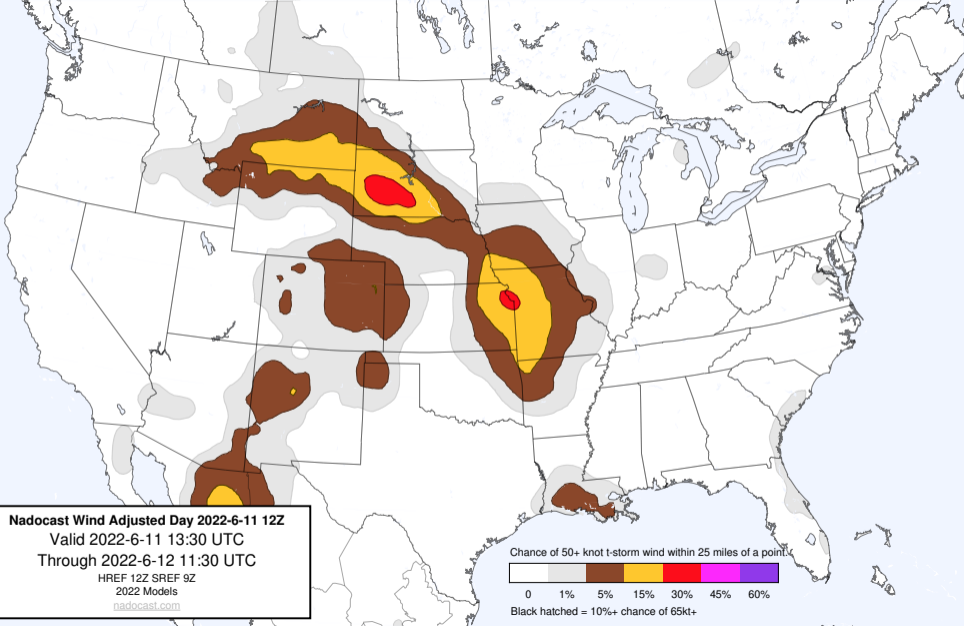 Nadocast Wind Adjusted Day 2022-6-11 12Z
Valid 2022-6-11 13:30 UTC
Through 2022-6-12 11:30 UTC
HREF 12Z SREF 9Z
2022 Models
nadocast.com
Chance of 50+ knot t-storm wind within 25 miles of a point.
0 1% 5% 15% 30% 45% 60%
Black hatched = 10%+ chance of 65kt+